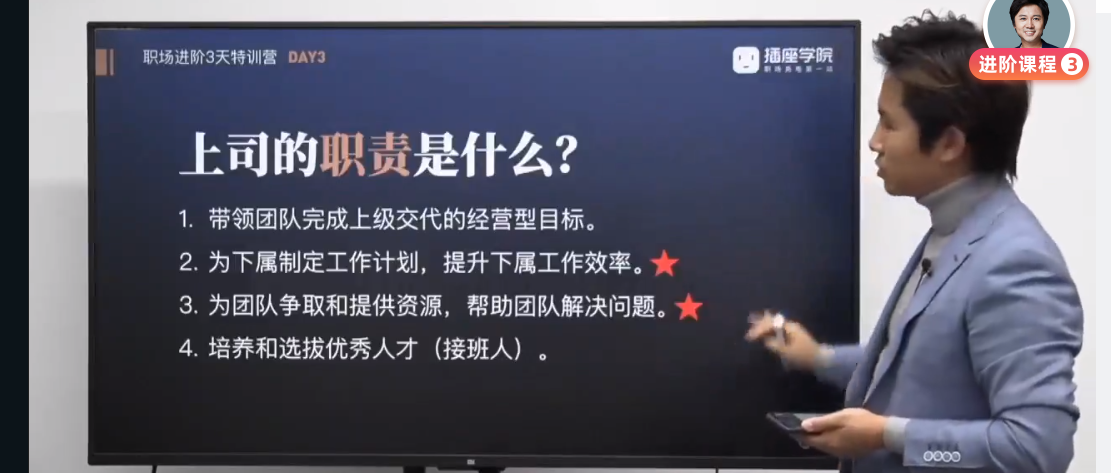 职场进阶3天特训营 DAY3
插座学院
进阶课程3
上司的职责是什么?
1. 带领团队完成上级交代的经营型目标。
2. 为下属制定工作计划，提升下属工作效率。
3. 为团队争取和提供资源，帮助团队解决问题。
4. 培养和选拔优秀人才（接班人）。